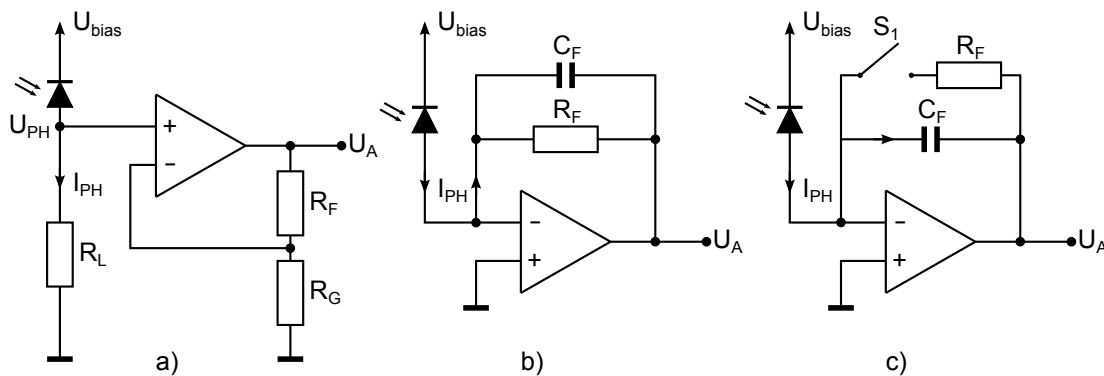 U_bias
U_PH
+
−
U_A
I_PH
R_F
R_L
R_G
a)
U_bias
C_F
R_F
I_PH
−
+
U_A
b)
U_bias
S_1
R_F
C_F
I_PH
−
+
U_A
c)